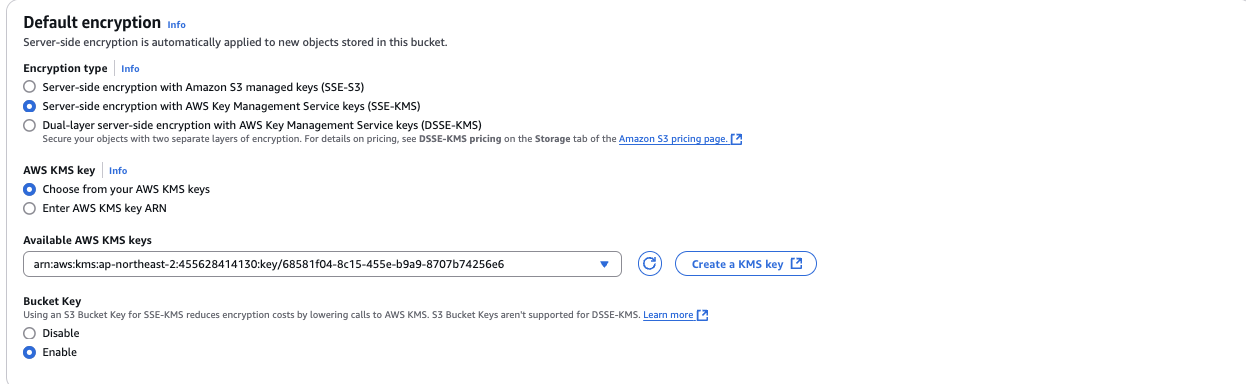 Default encryption Info
Server-side encryption is automatically applied to new objects stored in this bucket.
Encryption type Info
Server-side encryption with Amazon S3 managed keys (SSE-S3)
Server-side encryption with AWS Key Management Service keys (SSE-KMS)
Dual-layer server-side encryption with AWS Key Management Service keys (DSSE-KMS)
Secure your objects with two separate layers of encryption. For details on pricing, see DSSE-KMS pricing on the Storage tab of the Amazon S3 pricing page.
AWS KMS key Info
Choose from your AWS KMS keys
Enter AWS KMS key ARN
Available AWS KMS keys
arn:aws:kms:ap-northeast-2:455628414130:key/68581f04-8c15-455e-b9a9-8707b74256e6
Create a KMS key
Bucket Key
Using an S3 Bucket Key for SSE-KMS reduces encryption costs by lowering calls to AWS KMS. S3 Bucket Keys aren't supported for DSSE-KMS. Learn more
Disable
Enable